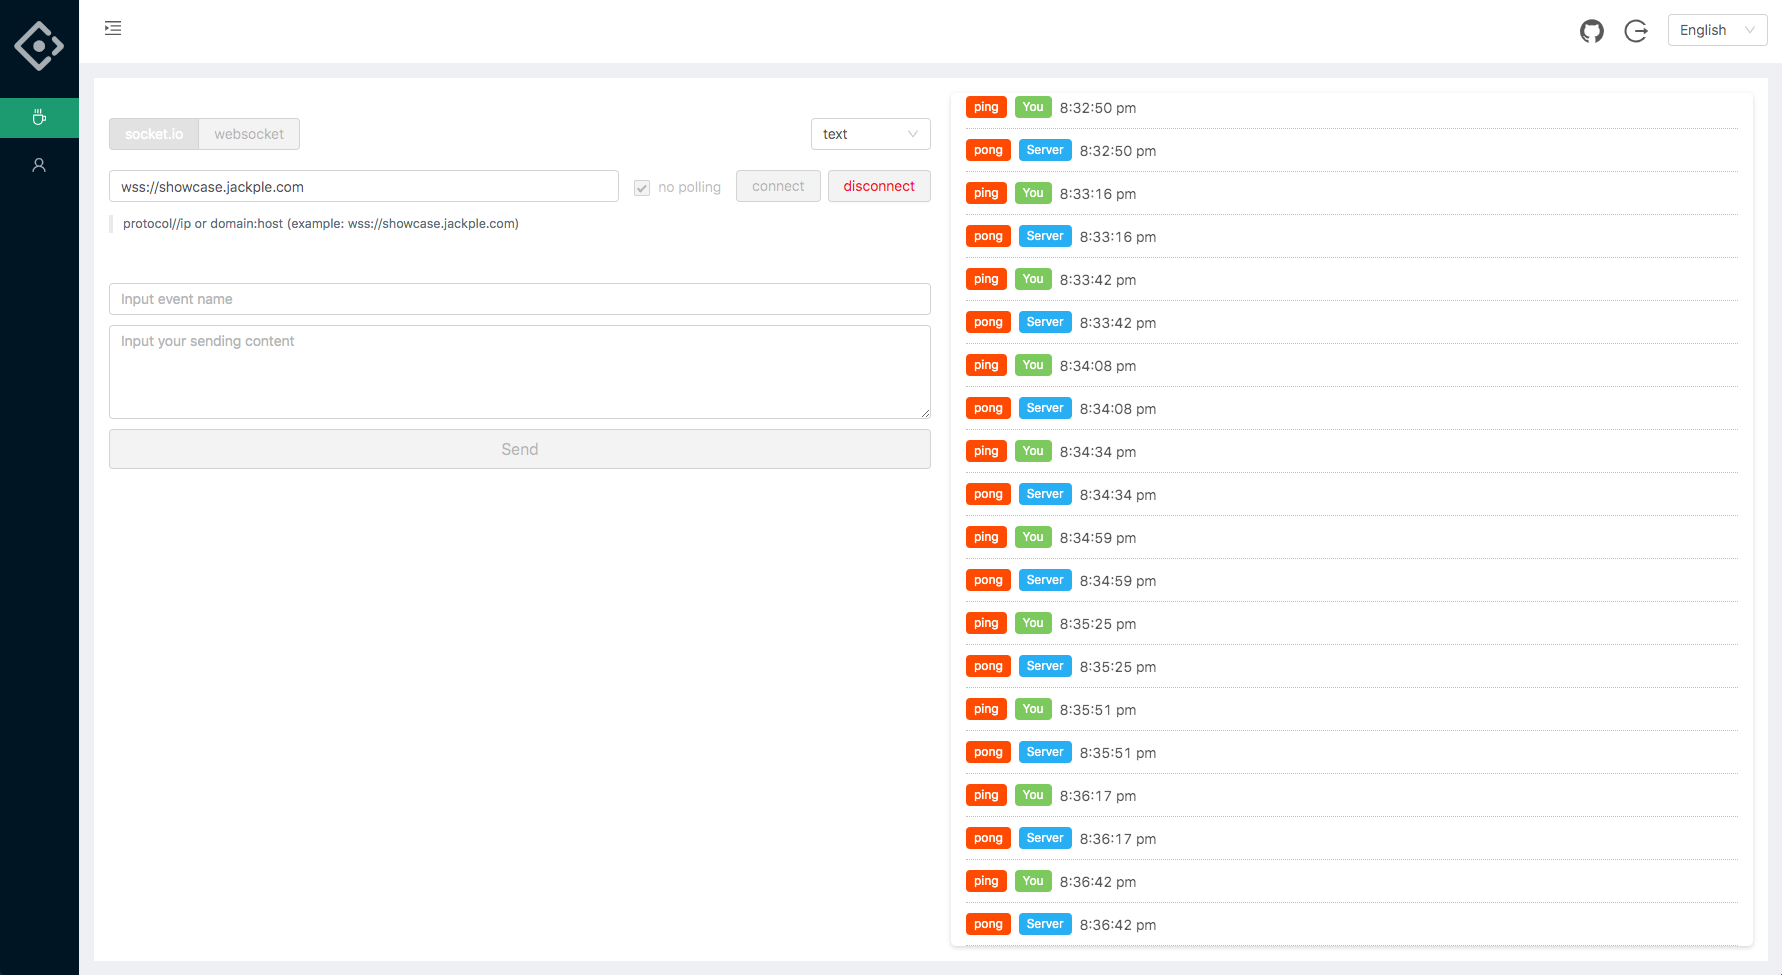 English
socket.io websocket
text
wss://showcase.jackple.com
no polling
connect
disconnect
protocol//ip or domain:host (example: wss://showcase.jackple.com)
Input event name
Input your sending content
Send
ping You 8:32:50 pm
pong Server 8:32:50 pm
ping You 8:33:16 pm
pong Server 8:33:16 pm
ping You 8:33:42 pm
pong Server 8:33:42 pm
ping You 8:34:08 pm
pong Server 8:34:08 pm
ping You 8:34:34 pm
pong Server 8:34:34 pm
ping You 8:34:59 pm
pong Server 8:34:59 pm
ping You 8:35:25 pm
pong Server 8:35:25 pm
ping You 8:35:51 pm
pong Server 8:35:51 pm
ping You 8:36:17 pm
pong Server 8:36:17 pm
ping You 8:36:42 pm
pong Server 8:36:42 pm